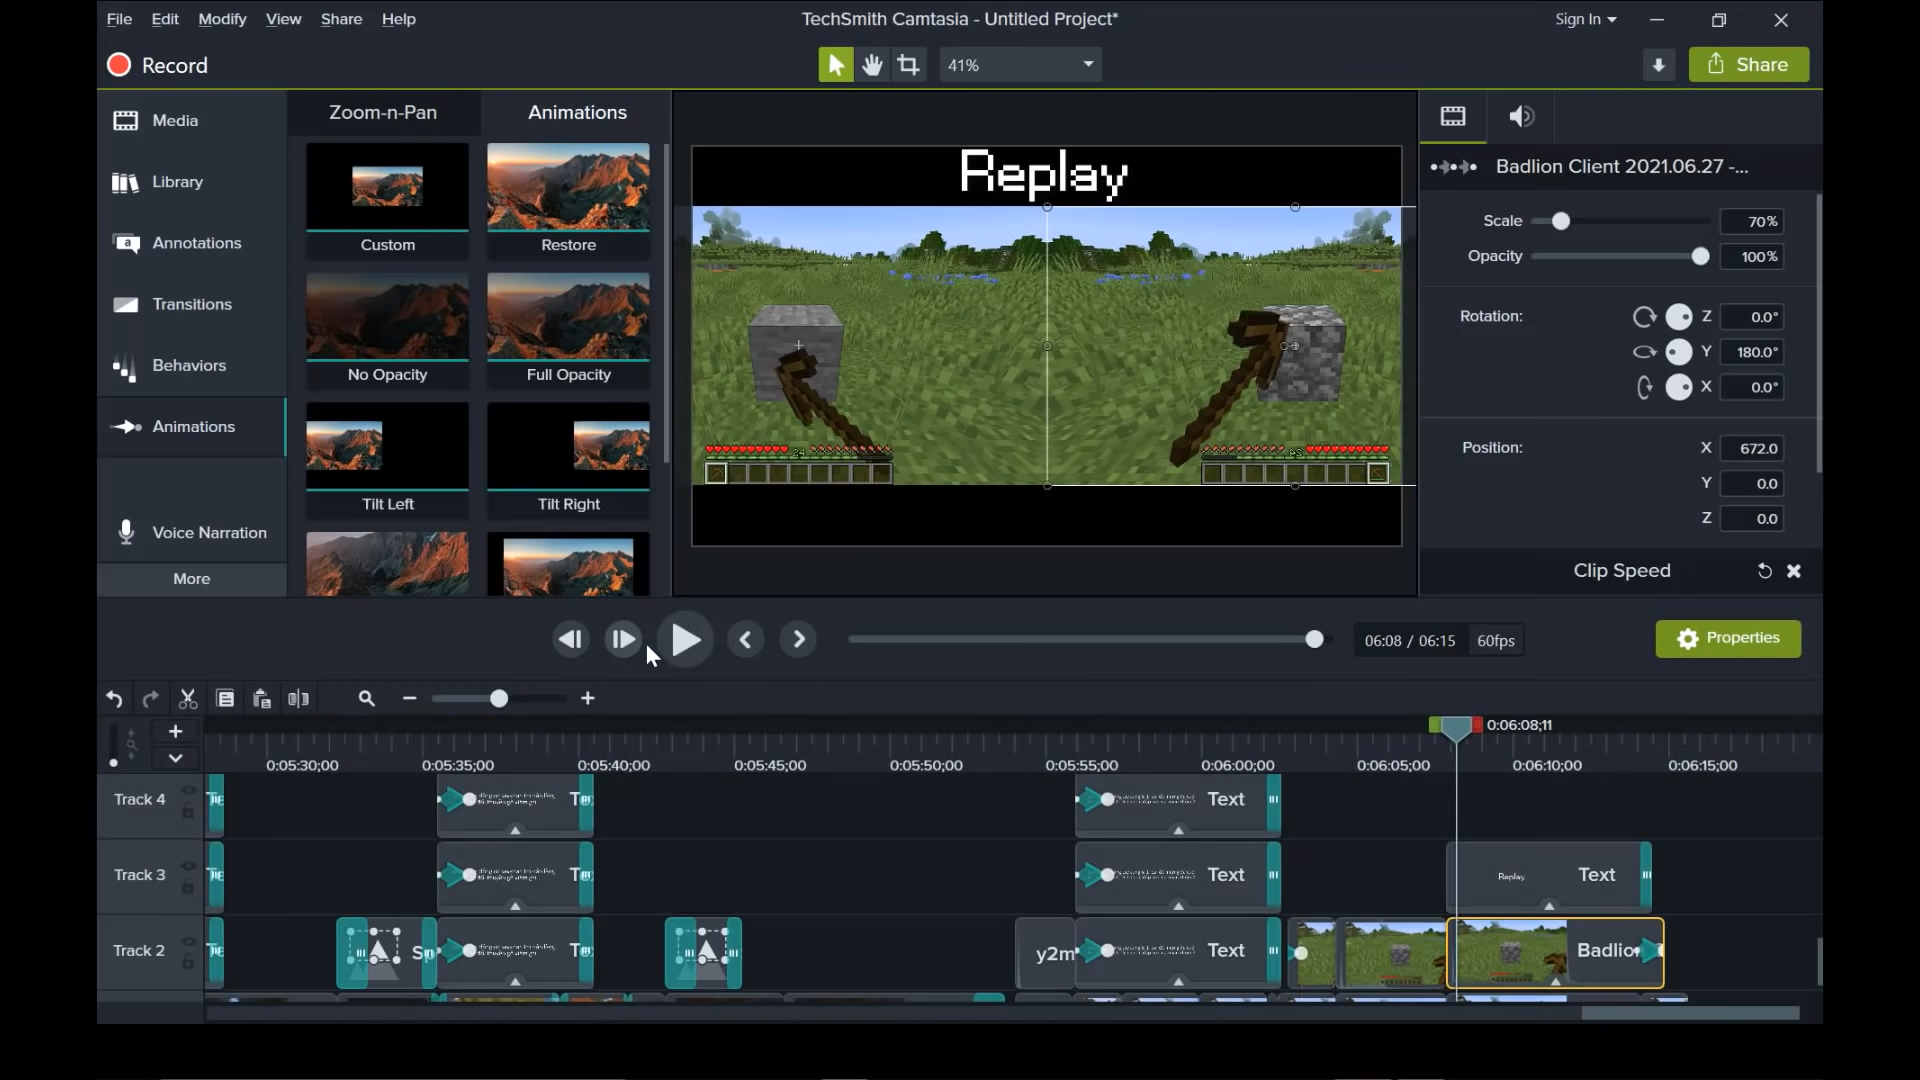 File Edit Modify View Share Help
TechSmith Camtasia - Untitled Project*
Sign In
Record
41%
Share
Media
Library
Annotations
Transitions
Behaviors
Animations
Voice Narration
More
Zoom-n-Pan
Animations
Custom
Restore
No Opacity
Full Opacity
Tilt Left
Tilt Right
Replay
24
Badlion Client 2021.06.27 -...
Scale 70%
Opacity 100%
Rotation: Z 0.0°
Y 180.0°
X 0.0°
Position: X 672.0
Y 0.0
Z 0.0
Clip Speed
06:08 / 06:15 60fps
Properties
0:06:08;11
0:05:30;00 0:05:35;00 0:05:40;00 0:05:45;00 0:05:50;00 0:05:55;00 0:06:00;00 0:06:05;00 0:06:10;00 0:06:15;00
Track 4
Text
Track 3
Text
Replay Text
Track 2
y2m
Text
Badlio